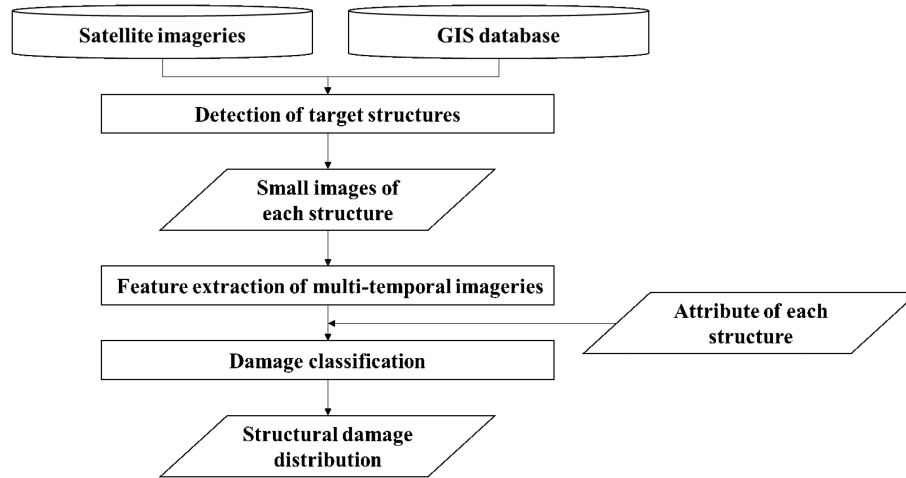 Satellite imageries
GIS database
Detection of target structures
Small images of
each structure
Feature extraction of multi-temporal imageries
Attribute of each
structure
Damage classification
Structural damage
distribution